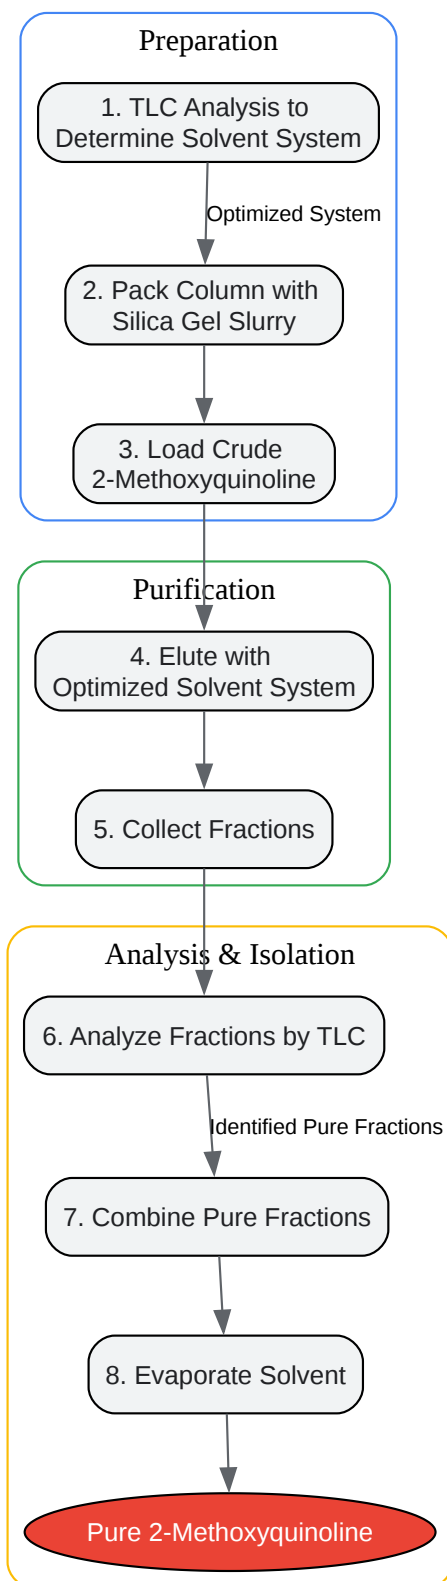 Preparation
1. TLC Analysis to
Determine Solvent System
Optimized System
2. Pack Column with
Silica Gel Slurry
3. Load Crude
2-Methoxyquinoline
Purification
4. Elute with
Optimized Solvent System
5. Collect Fractions
Analysis & Isolation
6. Analyze Fractions by TLC
Identified Pure Fractions
7. Combine Pure Fractions
8. Evaporate Solvent
Pure 2-Methoxyquinoline